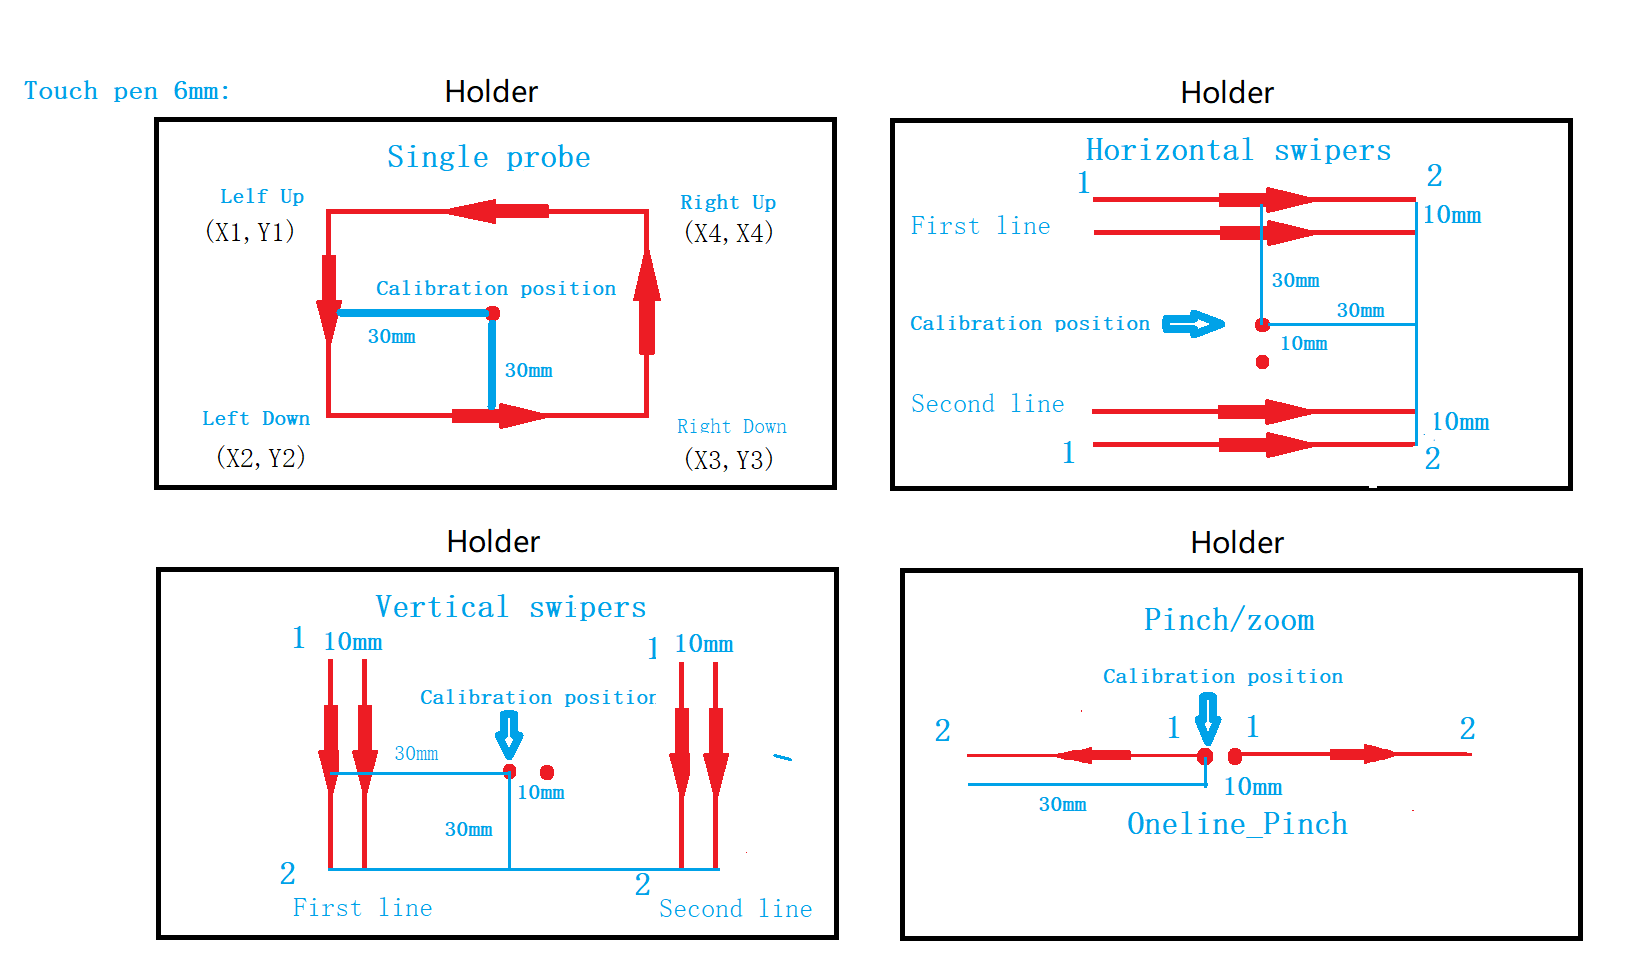 Touch pen 6mm:
Holder
Single probe
Lelf Up
(X1,Y1)
Right Up
(X4,X4)
Calibration position
30mm
30mm
Left Down
(X2,Y2)
Right Down
(X3,Y3)
Holder
Horizontal swipers
1
2
10mm
First line
30mm
30mm
Calibration position
10mm
Second line
10mm
1
2
Holder
Vertical swipers
1 10mm
1 10mm
Calibration position
30mm
10mm
30mm
2
2
First line
Second line
Holder
Pinch/zoom
Calibration position
2
1
1
2
30mm
10mm
Oneline_Pinch